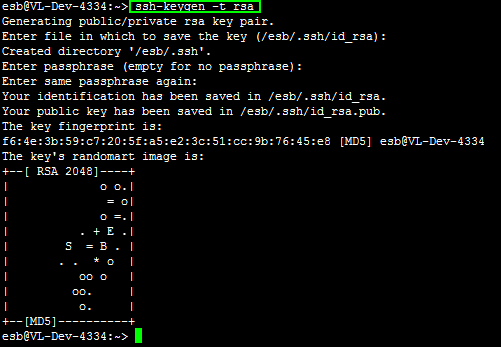 esb@VL-Dev-4334:~> ssh-keygen -t rsa
Generating public/private rsa key pair.
Enter file in which to save the key (/esb/.ssh/id_rsa):
Created directory '/esb/.ssh'.
Enter passphrase (empty for no passphrase):
Enter same passphrase again:
Your identification has been saved in /esb/.ssh/id_rsa.
Your public key has been saved in /esb/.ssh/id_rsa.pub.
The key fingerprint is:
f6:4e:3b:59:c7:20:5f:a5:e2:3c:51:cc:9b:76:45:e8 [MD5] esb@VL-Dev-4334
The key's randomart image is:
+--[ RSA 2048]----+
|             o o.|
|              = o|
|             o =.|
|          . + E .|
|        S  = B . |
|       . .  * o  |
|          oo o   |
|         oo.     |
|          o.     |
+--[MD5]----------+
esb@VL-Dev-4334:~>